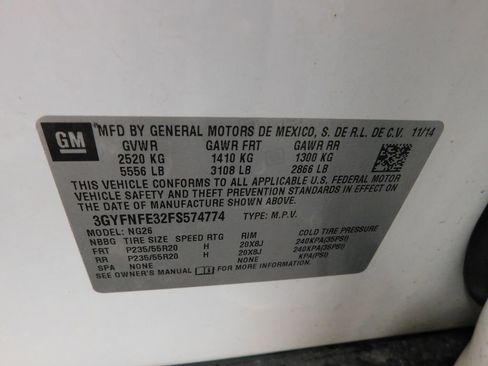 GM
MFD BY GENERAL MOTORS DE MEXICO, S. DE R.L. DE C.V. 11/14
GVWR GAWR FRT GAWR RR
2520 KG 1410 KG 1300 KG
5556 LB 3108 LB 2866 LB
THIS VEHICLE CONFORMS TO ALL APPLICABLE U.S. FEDERAL MOTOR
VEHICLE SAFETY AND THEFT PREVENTION STANDARDS IN EFFECT ON
THE DATE OF MANUFACTURE SHOWN ABOVE.
3GYFNFE32FS574774 TYPE: M.P.V.
MODEL: NG26
NBBG TIRE SIZE SPEED RTG RIM COLD TIRE PRESSURE
FRT P235/55R20 H 20X8J 240KPA(35PSI)
RR P235/55R20 H 20X8J 240KPA(35PSI)
SPA NONE NONE KPA(PSI)
SEE OWNER'S MANUAL FOR MORE INFORMATION.